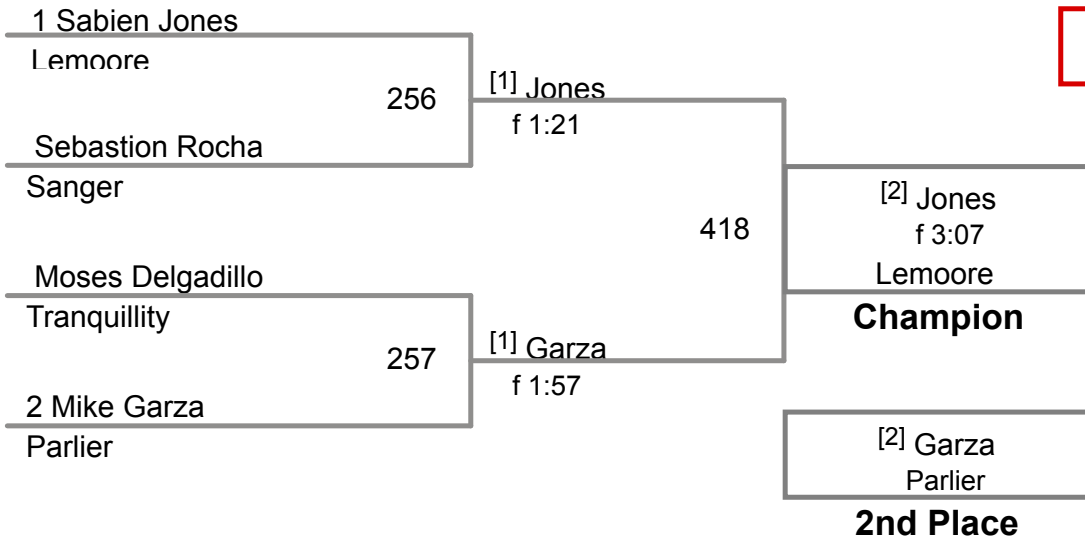 1 Sabien Jones
Lemoore
256
Sebastion Rocha
Sanger
[1] Jones
f 1:21
Moses Delgadillo
Tranquillity
257
2 Mike Garza
Parlier
[1] Garza
f 1:57
418
[2] Jones
f 3:07
Lemoore
Champion
[2] Garza
Parlier
2nd Place